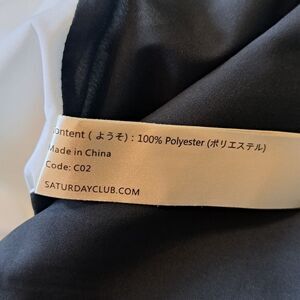 Content ( ようそ) : 100% Polyester (ポリエステル)
Made in China
Code: C02
SATURDAYCLUB.COM